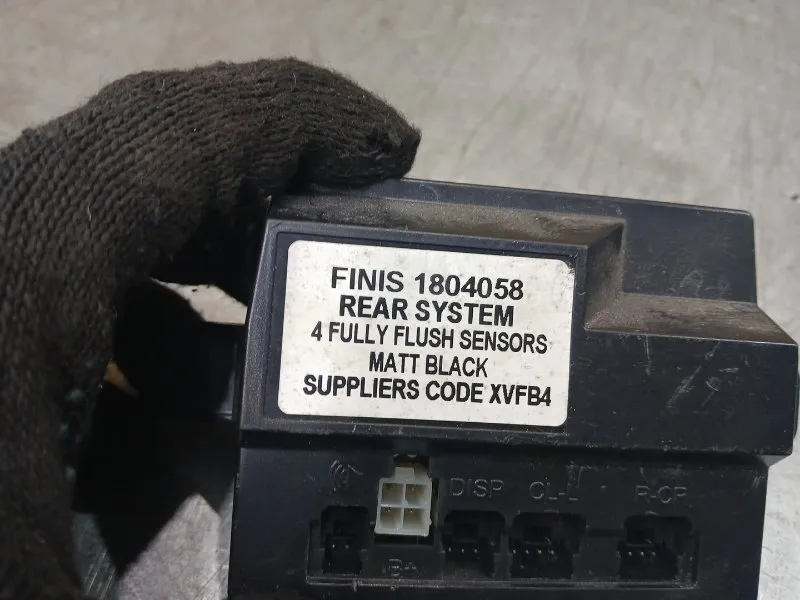 FINIS 1804058
REAR SYSTEM
4 FULLY FLUSH SENSORS
MATT BLACK
SUPPLIERS CODE XVFB4
DISP CL-L R-CP
B+